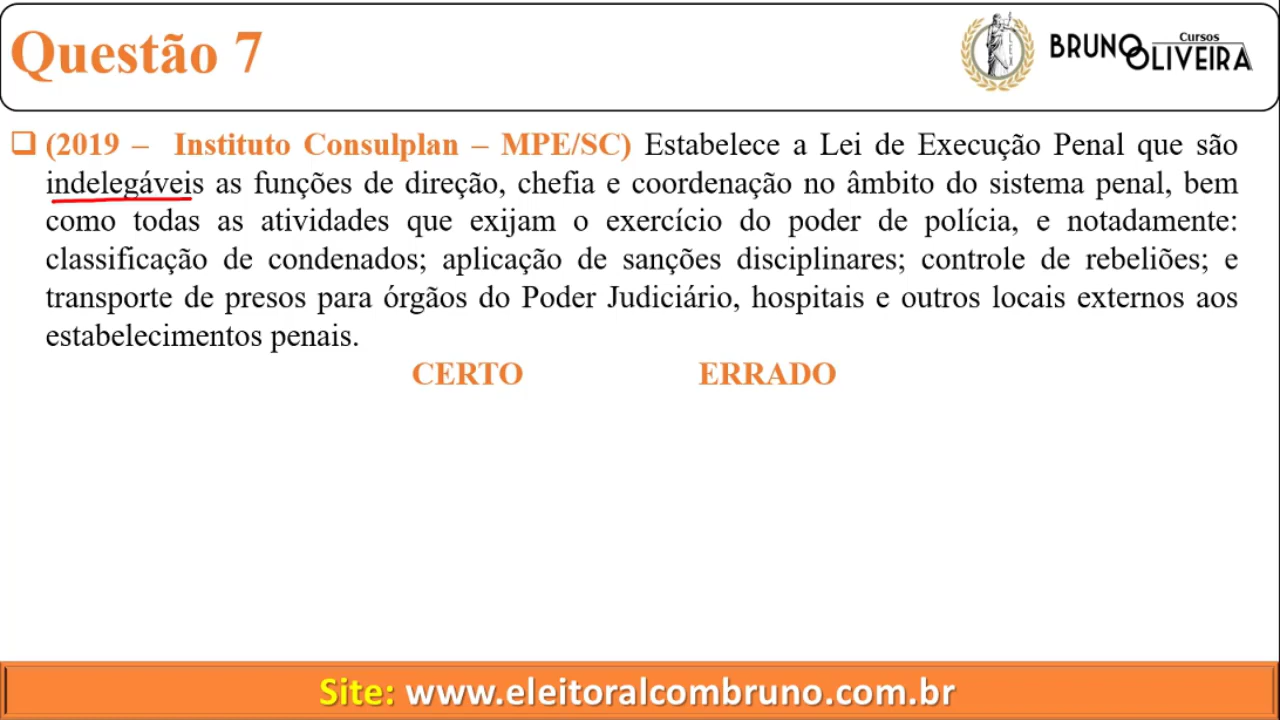 Questão 7
Cursos
BRUNO
OLIVEIRA
(2019 – Instituto Consulplan – MPE/SC) Estabelece a Lei de Execução Penal que são
indelegáveis as funções de direção, chefia e coordenação no âmbito do sistema penal, bem
como todas as atividades que exijam o exercício do poder de polícia, e notadamente:
classificação de condenados; aplicação de sanções disciplinares; controle de rebeliões; e
transporte de presos para órgãos do Poder Judiciário, hospitais e outros locais externos aos
estabelecimentos penais.
CERTO ERRADO
Site: www.eleitoralcombruno.com.br